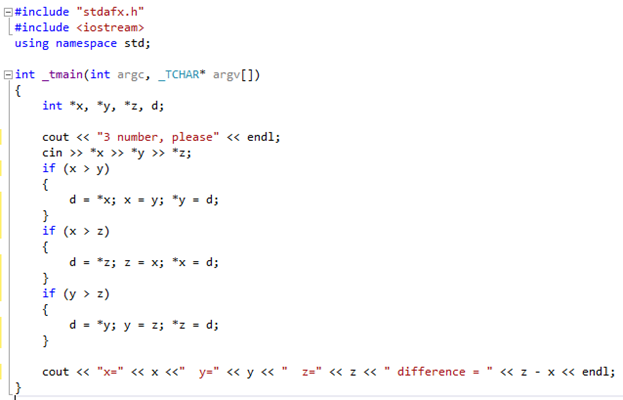 #include "stdafx.h"
#include <iostream>
using namespace std;
int _tmain(int argc, _TCHAR* argv[])
{
int *x, *y, *z, d;
cout << "3 number, please" << endl;
cin >> *x >> *y >> *z;
if (x > y)
{
d = *x; x = y; *y = d;
}
if (x > z)
{
d = *z; z = x; *x = d;
}
if (y > z)
{
d = *y; y = z; *z = d;
}
cout << "x=" << x <<"  y=" << y << "  z=" << z << " difference = " << z - x << endl;
}